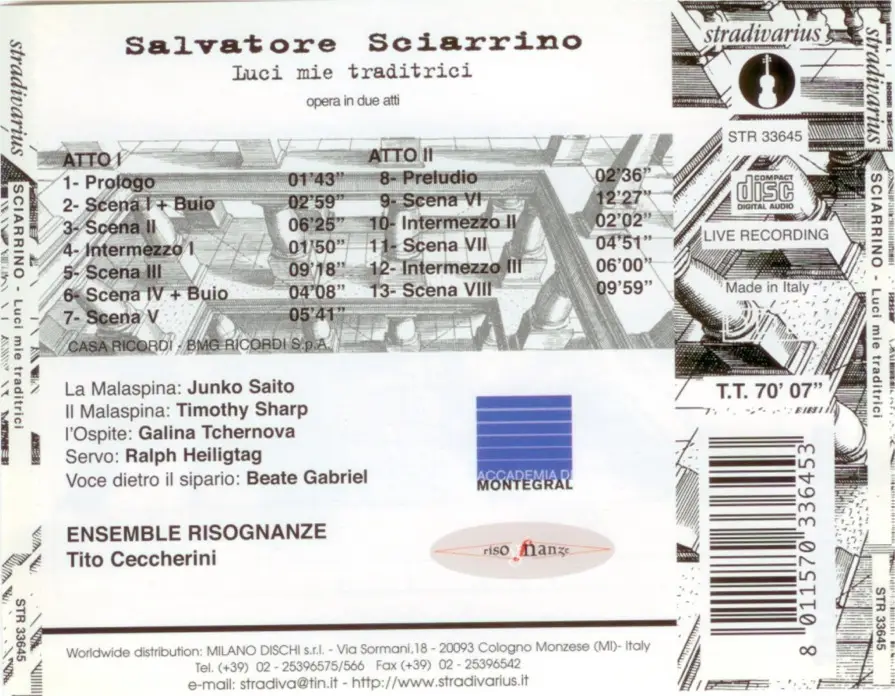 Salvatore Sciarrino
Luci mie traditrici
opera in due atti
ATTO I
1- Prologo 01'43"
2- Scena I + Buio 02'59"
3- Scena II 06'25"
4- Intermezzo I 01'50"
5- Scena III 09'18"
6- Scena IV + Buio 04'08"
7- Scena V 05'41"
ATTO II
8- Preludio 02'36"
9- Scena VI 12'27"
10- Intermezzo II 02'02"
11- Scena VII 04'51"
12- Intermezzo III 06'00"
13- Scena VIII 09'59"
CASA RICORDI - BMG RICORDI S.p.A.
La Malaspina: Junko Saito
Il Malaspina: Timothy Sharp
l'Ospite: Galina Tchernova
Servo: Ralph Heiligtag
Voce dietro il sipario: Beate Gabriel
ENSEMBLE RISOGNANZE
Tito Ceccherini
ACCADEMIA DI
MONTEGRAL
risognanze
Worldwide distribution: MILANO DISCHI s.r.l. - Via Sormani,18 - 20093 Cologno Monzese (MI)- Italy
Tel. (+39) 02 - 25396575/566 Fax (+39) 02 - 25396542
e-mail: stradiva@tin.it - http://www.stradivarius.it
stradivarius
STR 33645
COMPACT
disc
DIGITAL AUDIO
LIVE RECORDING
Made in Italy
T.T. 70' 07"
8 011570 336453
stradivarius SCIARRINO - Luci mie traditrici STR 33645
stradivarius SCIARRINO - Luci mie traditrici STR 33645